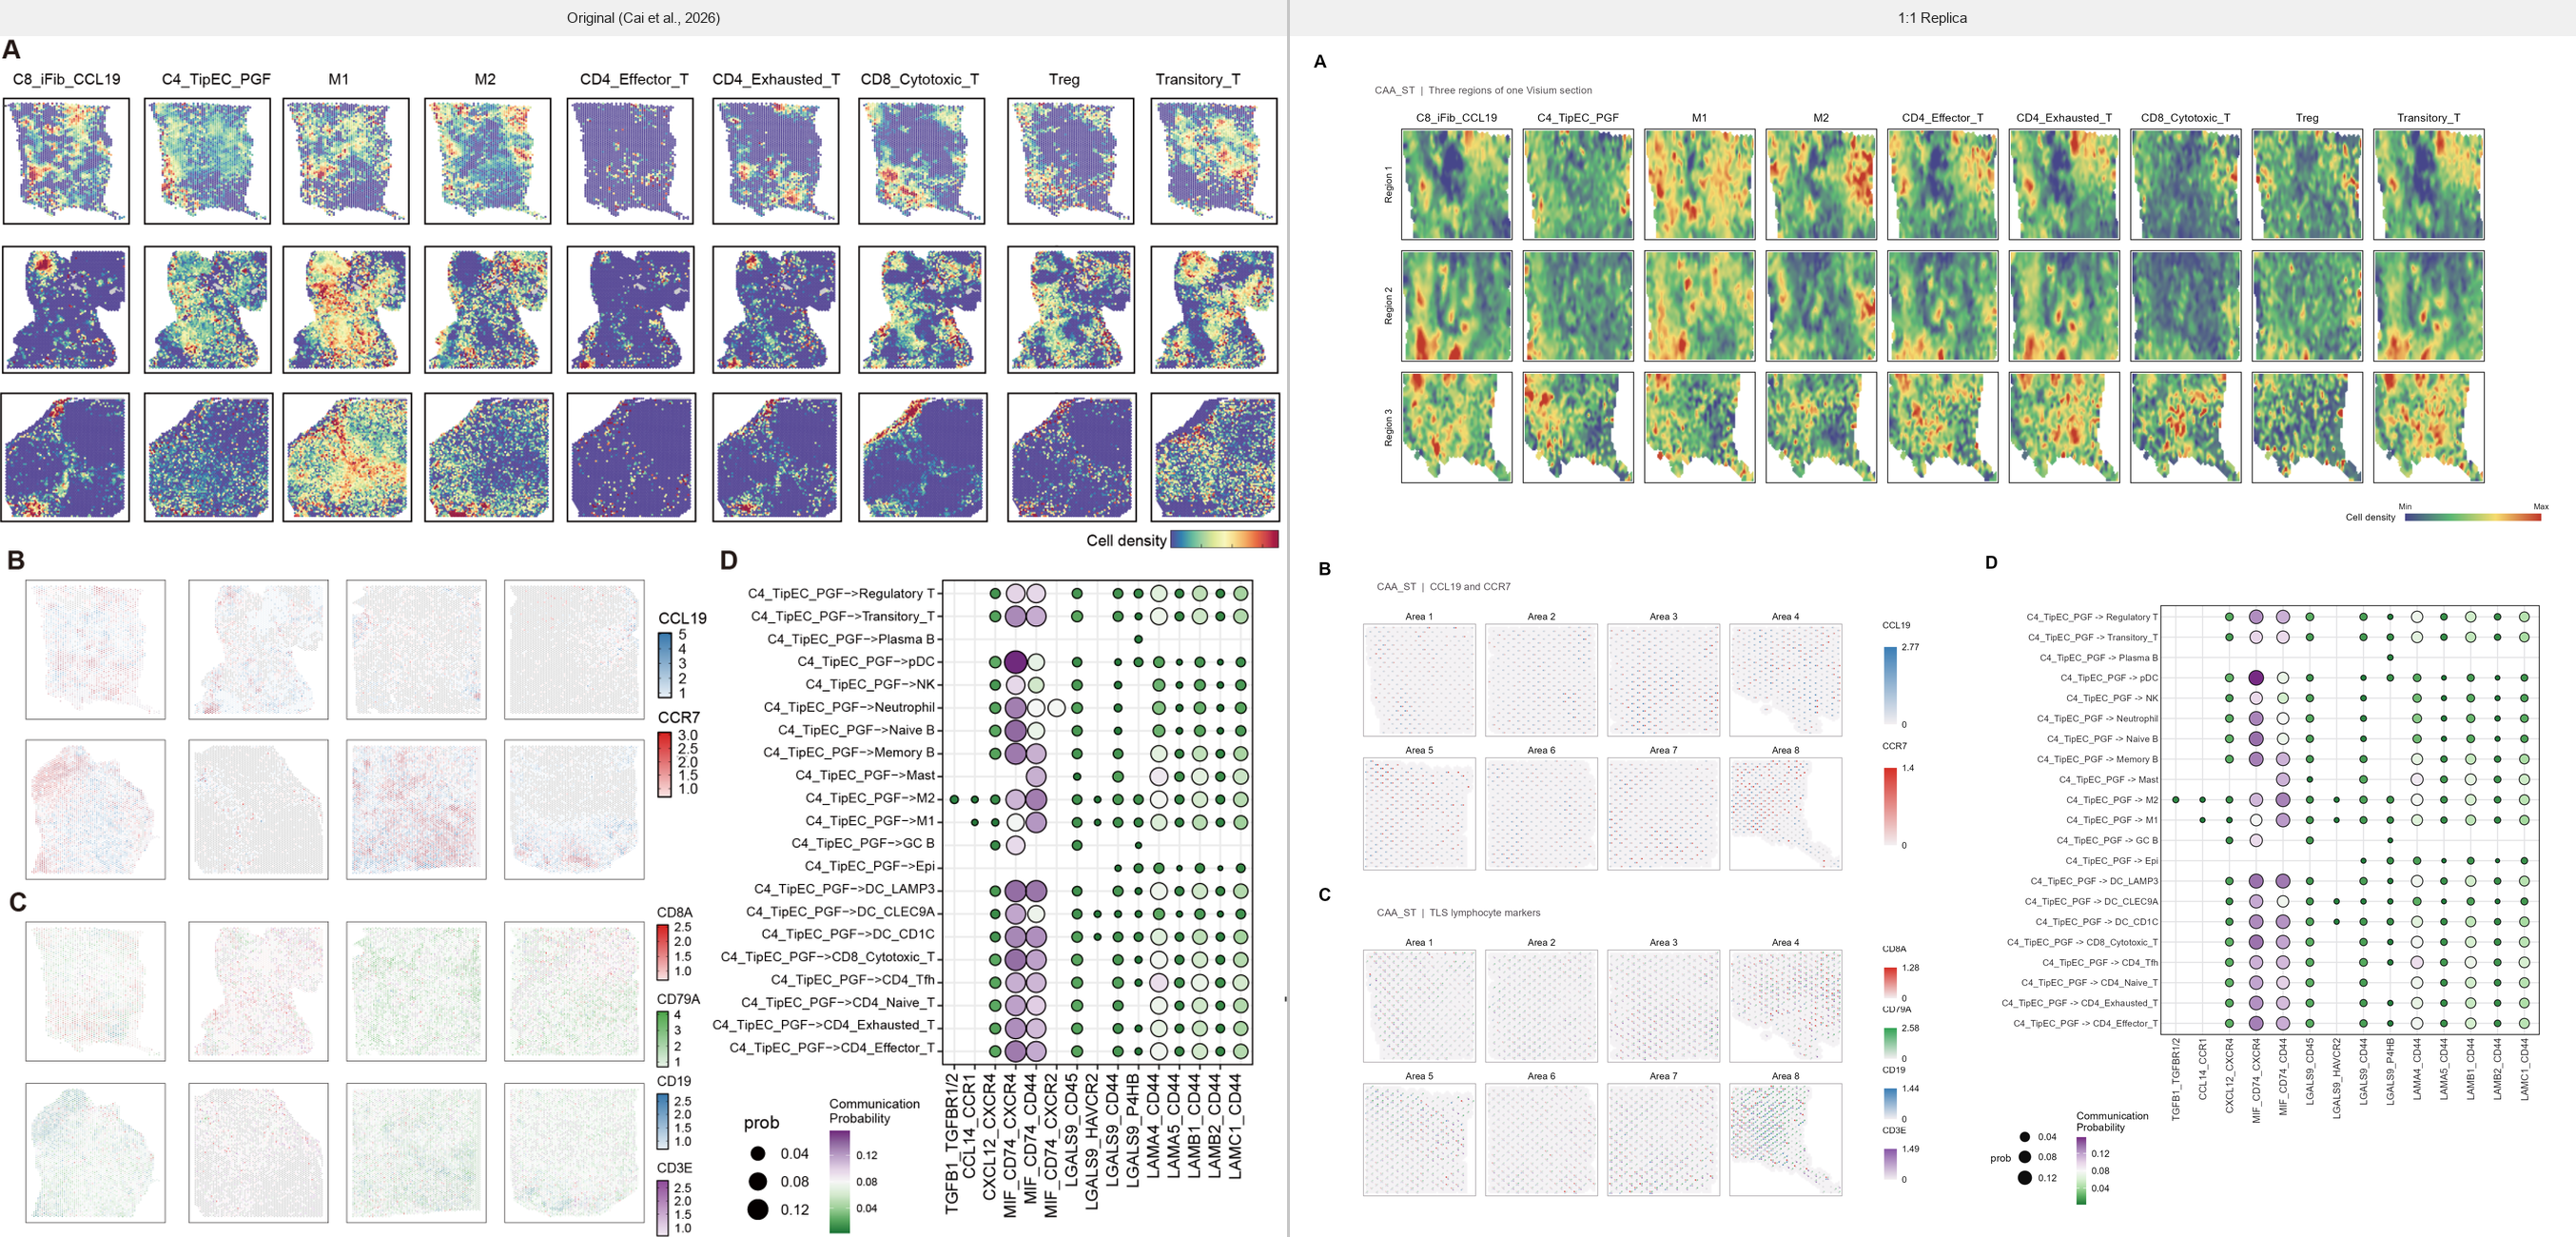 Original (Cai et al., 2026)
A
C8_iFib_CCL19 C4_TipEC_PGF M1 M2 CD4_Effector_T CD4_Exhausted_T CD8_Cytotoxic_T Treg Transitory_T
Cell density
B
CCL19
5
4
3
2
1
CCR7
3.0
2.5
2.0
1.5
1.0
C
CD8A
2.5
2.0
1.5
1.0
CD79A
4
3
2
1
CD19
2.5
2.0
1.5
1.0
CD3E
2.5
2.0
1.5
1.0
D
C4_TipEC_PGF−>Regulatory T
C4_TipEC_PGF−>Transitory_T
C4_TipEC_PGF−>Plasma B
C4_TipEC_PGF−>pDC
C4_TipEC_PGF−>NK
C4_TipEC_PGF−>Neutrophil
C4_TipEC_PGF−>Naive B
C4_TipEC_PGF−>Memory B
C4_TipEC_PGF−>Mast
C4_TipEC_PGF−>M2
C4_TipEC_PGF−>M1
C4_TipEC_PGF−>GC B
C4_TipEC_PGF−>Epi
C4_TipEC_PGF−>DC_LAMP3
C4_TipEC_PGF−>DC_CLEC9A
C4_TipEC_PGF−>DC_CD1C
C4_TipEC_PGF−>CD8_Cytotoxic_T
C4_TipEC_PGF−>CD4_Tfh
C4_TipEC_PGF−>CD4_Naive_T
C4_TipEC_PGF−>CD4_Exhausted_T
C4_TipEC_PGF−>CD4_Effector_T
TGFB1_TGFBR1/2
CCL14_CCR1
CXCL12_CXCR4
MIF_CD74_CXCR4
MIF_CD74_CD44
MIF_CD74_CXCR2
LGALS9_CD45
LGALS9_HAVCR2
LGALS9_CD44
LGALS9_P4HB
LAMA4_CD44
LAMA5_CD44
LAMB1_CD44
LAMB2_CD44
LAMC1_CD44
prob
0.04
0.08
0.12
Communication
Probability
0.12
0.08
0.04
1:1 Replica
A
CAA_ST | Three regions of one Visium section
C8_iFib_CCL19 C4_TipEC_PGF M1 M2 CD4_Effector_T CD4_Exhausted_T CD8_Cytotoxic_T Treg Transitory_T
Region 1
Region 2
Region 3
Min Max
Cell density
B
CAA_ST | CCL19 and CCR7
Area 1 Area 2 Area 3 Area 4
Area 5 Area 6 Area 7 Area 8
CCL19
2.77
0
CCR7
1.4
0
C
CAA_ST | TLS lymphocyte markers
Area 1 Area 2 Area 3 Area 4
Area 5 Area 6 Area 7 Area 8
CD8A
1.28
0
CD79A
2.58
0
CD19
1.44
0
CD3E
1.49
0
D
C4_TipEC_PGF -> Regulatory T
C4_TipEC_PGF -> Transitory_T
C4_TipEC_PGF -> Plasma B
C4_TipEC_PGF -> pDC
C4_TipEC_PGF -> NK
C4_TipEC_PGF -> Neutrophil
C4_TipEC_PGF -> Naive B
C4_TipEC_PGF -> Memory B
C4_TipEC_PGF -> Mast
C4_TipEC_PGF -> M2
C4_TipEC_PGF -> M1
C4_TipEC_PGF -> GC B
C4_TipEC_PGF -> Epi
C4_TipEC_PGF -> DC_LAMP3
C4_TipEC_PGF -> DC_CLEC9A
C4_TipEC_PGF -> DC_CD1C
C4_TipEC_PGF -> CD8_Cytotoxic_T
C4_TipEC_PGF -> CD4_Tfh
C4_TipEC_PGF -> CD4_Naive_T
C4_TipEC_PGF -> CD4_Exhausted_T
C4_TipEC_PGF -> CD4_Effector_T
TGFB1_TGFBR1/2
CCL14_CCR1
CXCL12_CXCR4
MIF_CD74_CXCR4
MIF_CD74_CD44
LGALS9_CD45
LGALS9_HAVCR2
LGALS9_CD44
LGALS9_P4HB
LAMA4_CD44
LAMA5_CD44
LAMB1_CD44
LAMB2_CD44
LAMC1_CD44
prob
0.04
0.08
0.12
Communication
Probability
0.12
0.08
0.04